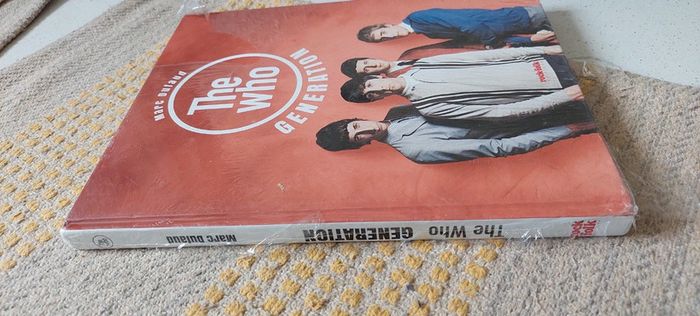 Marc Dufaud
The
Who
GENERATION
Marc Dufaud
The Who GENERATION